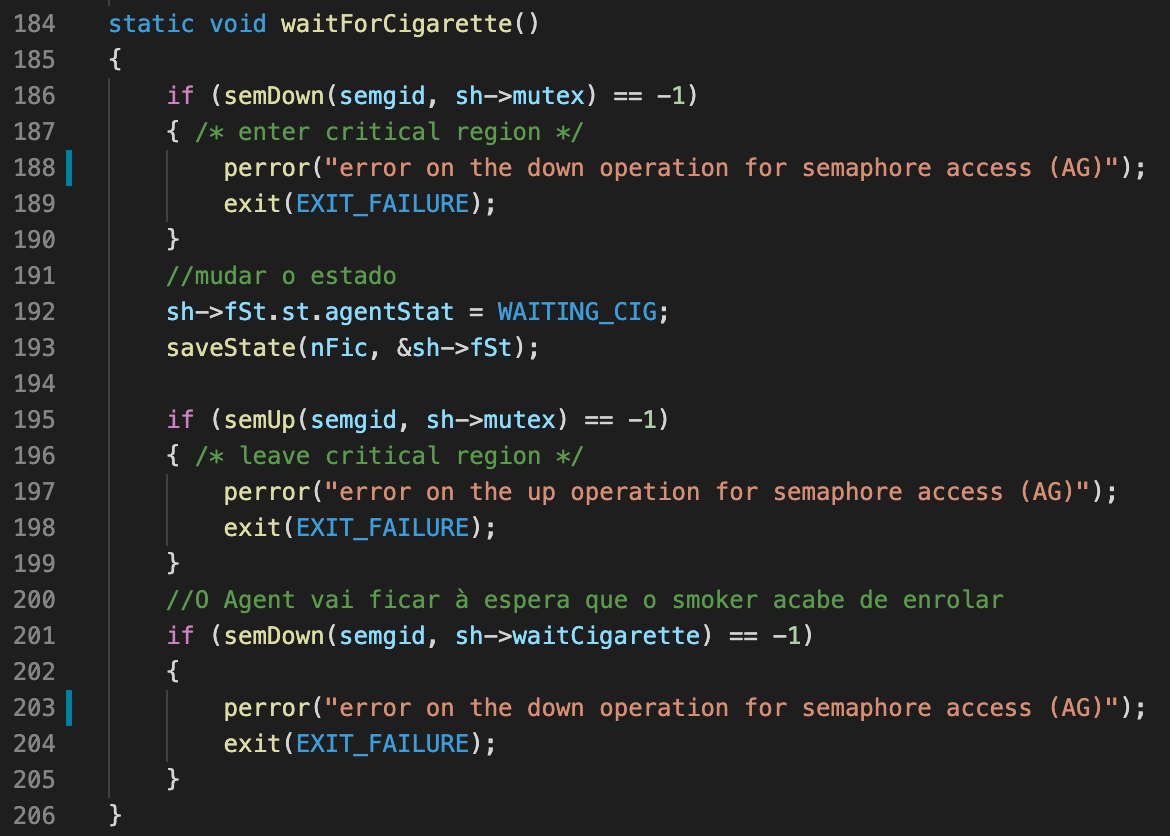 184 static void waitForCigarette()
185 {
186 if (semDown(semgid, sh->mutex) == -1)
187 { /* enter critical region */
188 perror("error on the down operation for semaphore access (AG)");
189 exit(EXIT_FAILURE);
190 }
191 //mudar o estado
192 sh->fSt.st.agentStat = WAITING_CIG;
193 saveState(nFic, &sh->fSt);
194
195 if (semUp(semgid, sh->mutex) == -1)
196 { /* leave critical region */
197 perror("error on the up operation for semaphore access (AG)");
198 exit(EXIT_FAILURE);
199 }
200 //O Agent vai ficar à espera que o smoker acabe de enrolar
201 if (semDown(semgid, sh->waitCigarette) == -1)
202 {
203 perror("error on the down operation for semaphore access (AG)");
204 exit(EXIT_FAILURE);
205 }
206 }